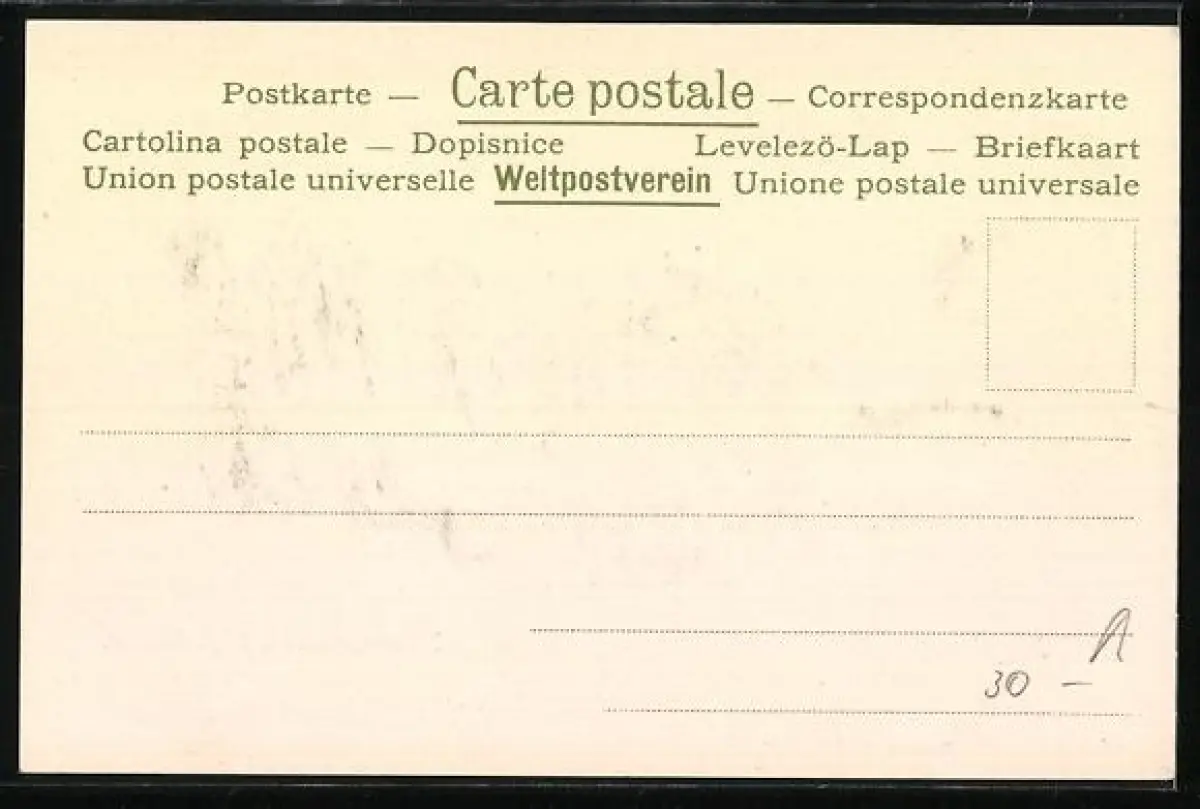 Postkarte — Carte postale — Correspondenzkarte
Cartolina postale — Dopisnice Levelezö-Lap — Briefkaart
Union postale universelle Weltpostverein Unione postale universale
A
30 –